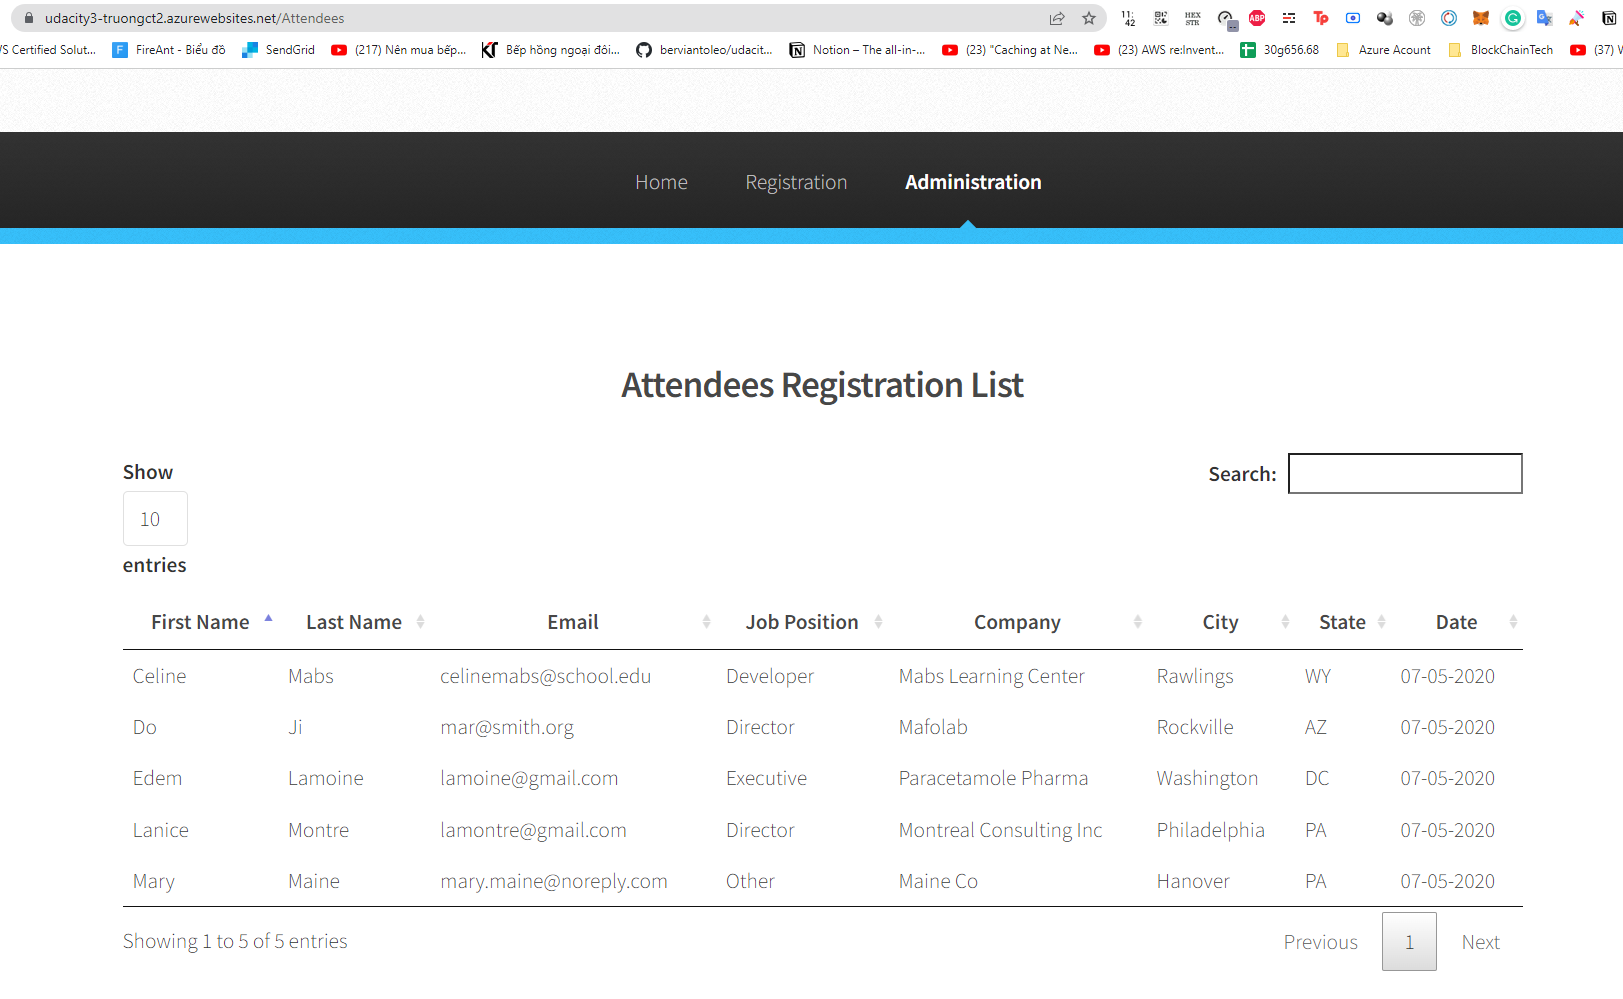 udacity3-truongct2.azurewebsites.net/Attendees
11: 42 HEX STR ABP Tp
/S Certified Solut... FireAnt - Biểu đồ SendGrid (217) Nên mua bếp... Bếp hồng ngoại đôi... berviantoleo/udacit... Notion – The all-in-... (23) "Caching at Ne... (23) AWS re:Invent... 30g656.68 Azure Acount BlockChainTech (37) V
Home Registration Administration
Attendees Registration List
Show
10
entries
Search:
First Name Last Name Email Job Position Company City State Date
Celine Mabs celinemabs@school.edu Developer Mabs Learning Center Rawlings WY 07-05-2020
Do Ji mar@smith.org Director Mafolab Rockville AZ 07-05-2020
Edem Lamoine lamoine@gmail.com Executive Paracetamole Pharma Washington DC 07-05-2020
Lanice Montre lamontre@gmail.com Director Montreal Consulting Inc Philadelphia PA 07-05-2020
Mary Maine mary.maine@noreply.com Other Maine Co Hanover PA 07-05-2020
Showing 1 to 5 of 5 entries
Previous 1 Next